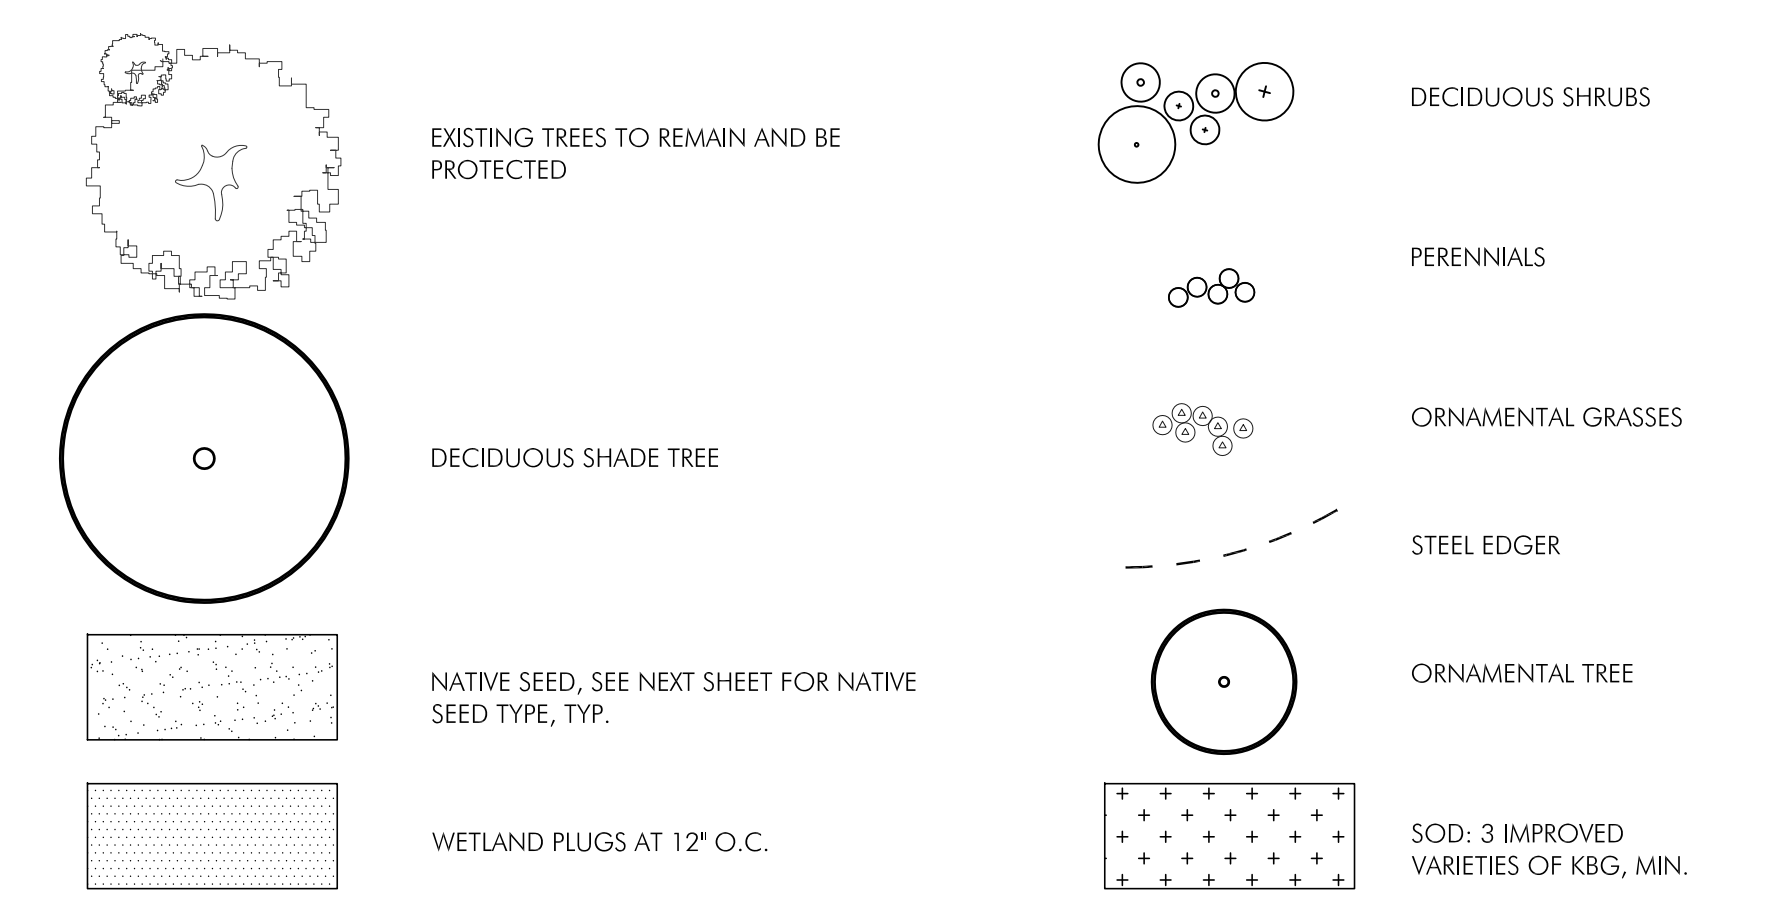 EXISTING TREES TO REMAIN AND BE
PROTECTED
DECIDUOUS SHADE TREE
NATIVE SEED, SEE NEXT SHEET FOR NATIVE
SEED TYPE, TYP.
WETLAND PLUGS AT 12" O.C.
DECIDUOUS SHRUBS
PERENNIALS
ORNAMENTAL GRASSES
STEEL EDGER
ORNAMENTAL TREE
SOD: 3 IMPROVED
VARIETIES OF KBG, MIN.